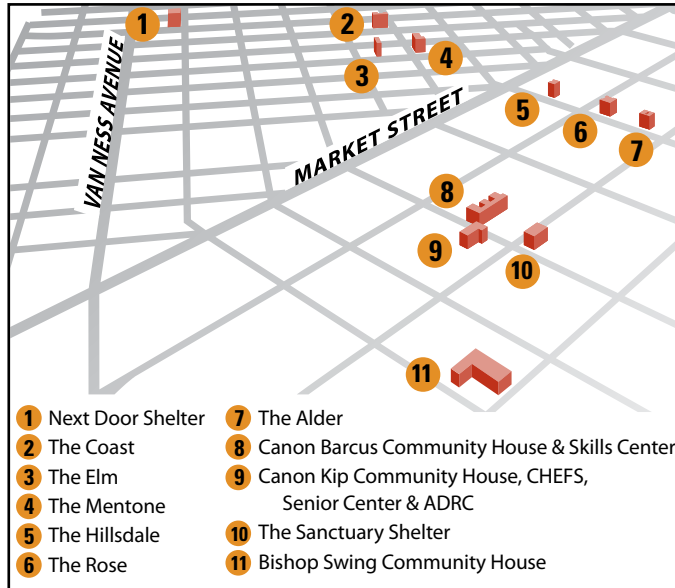 1
2
3
4
VAN NESS AVENUE
MARKET STREET
5
6
7
8
9
10
11
1 Next Door Shelter
2 The Coast
3 The Elm
4 The Mentone
5 The Hillsdale
6 The Rose
7 The Alder
8 Canon Barcus Community House & Skills Center
9 Canon Kip Community House, CHEFS,
Senior Center & ADRC
10 The Sanctuary Shelter
11 Bishop Swing Community House